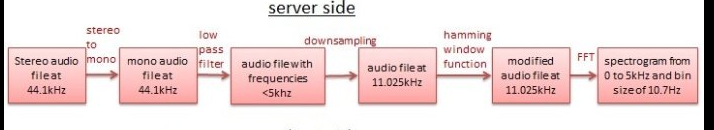 server side
stereo
to
mono
low
pass
filter
downsampling
hamming
window
function
FFT
Stereo audio
file at
44.1kHz
mono audio
file at
44.1kHz
audio file with
frequencies
<5khz
audio file at
11.025kHz
modified
audio file at
11.025kHz
spectrogram from
0 to 5kHz and bin
size of 10.7Hz